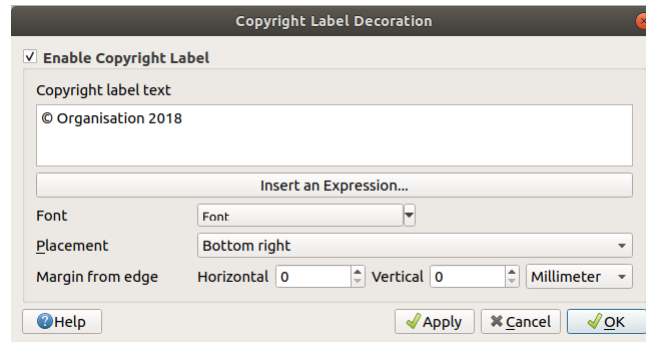 Copyright Label Decoration
Enable Copyright Label
Copyright label text
© Organisation 2018
Insert an Expression...
Font Font
Placement Bottom right
Margin from edge Horizontal 0 Vertical 0 Millimeter
Help Apply Cancel OK